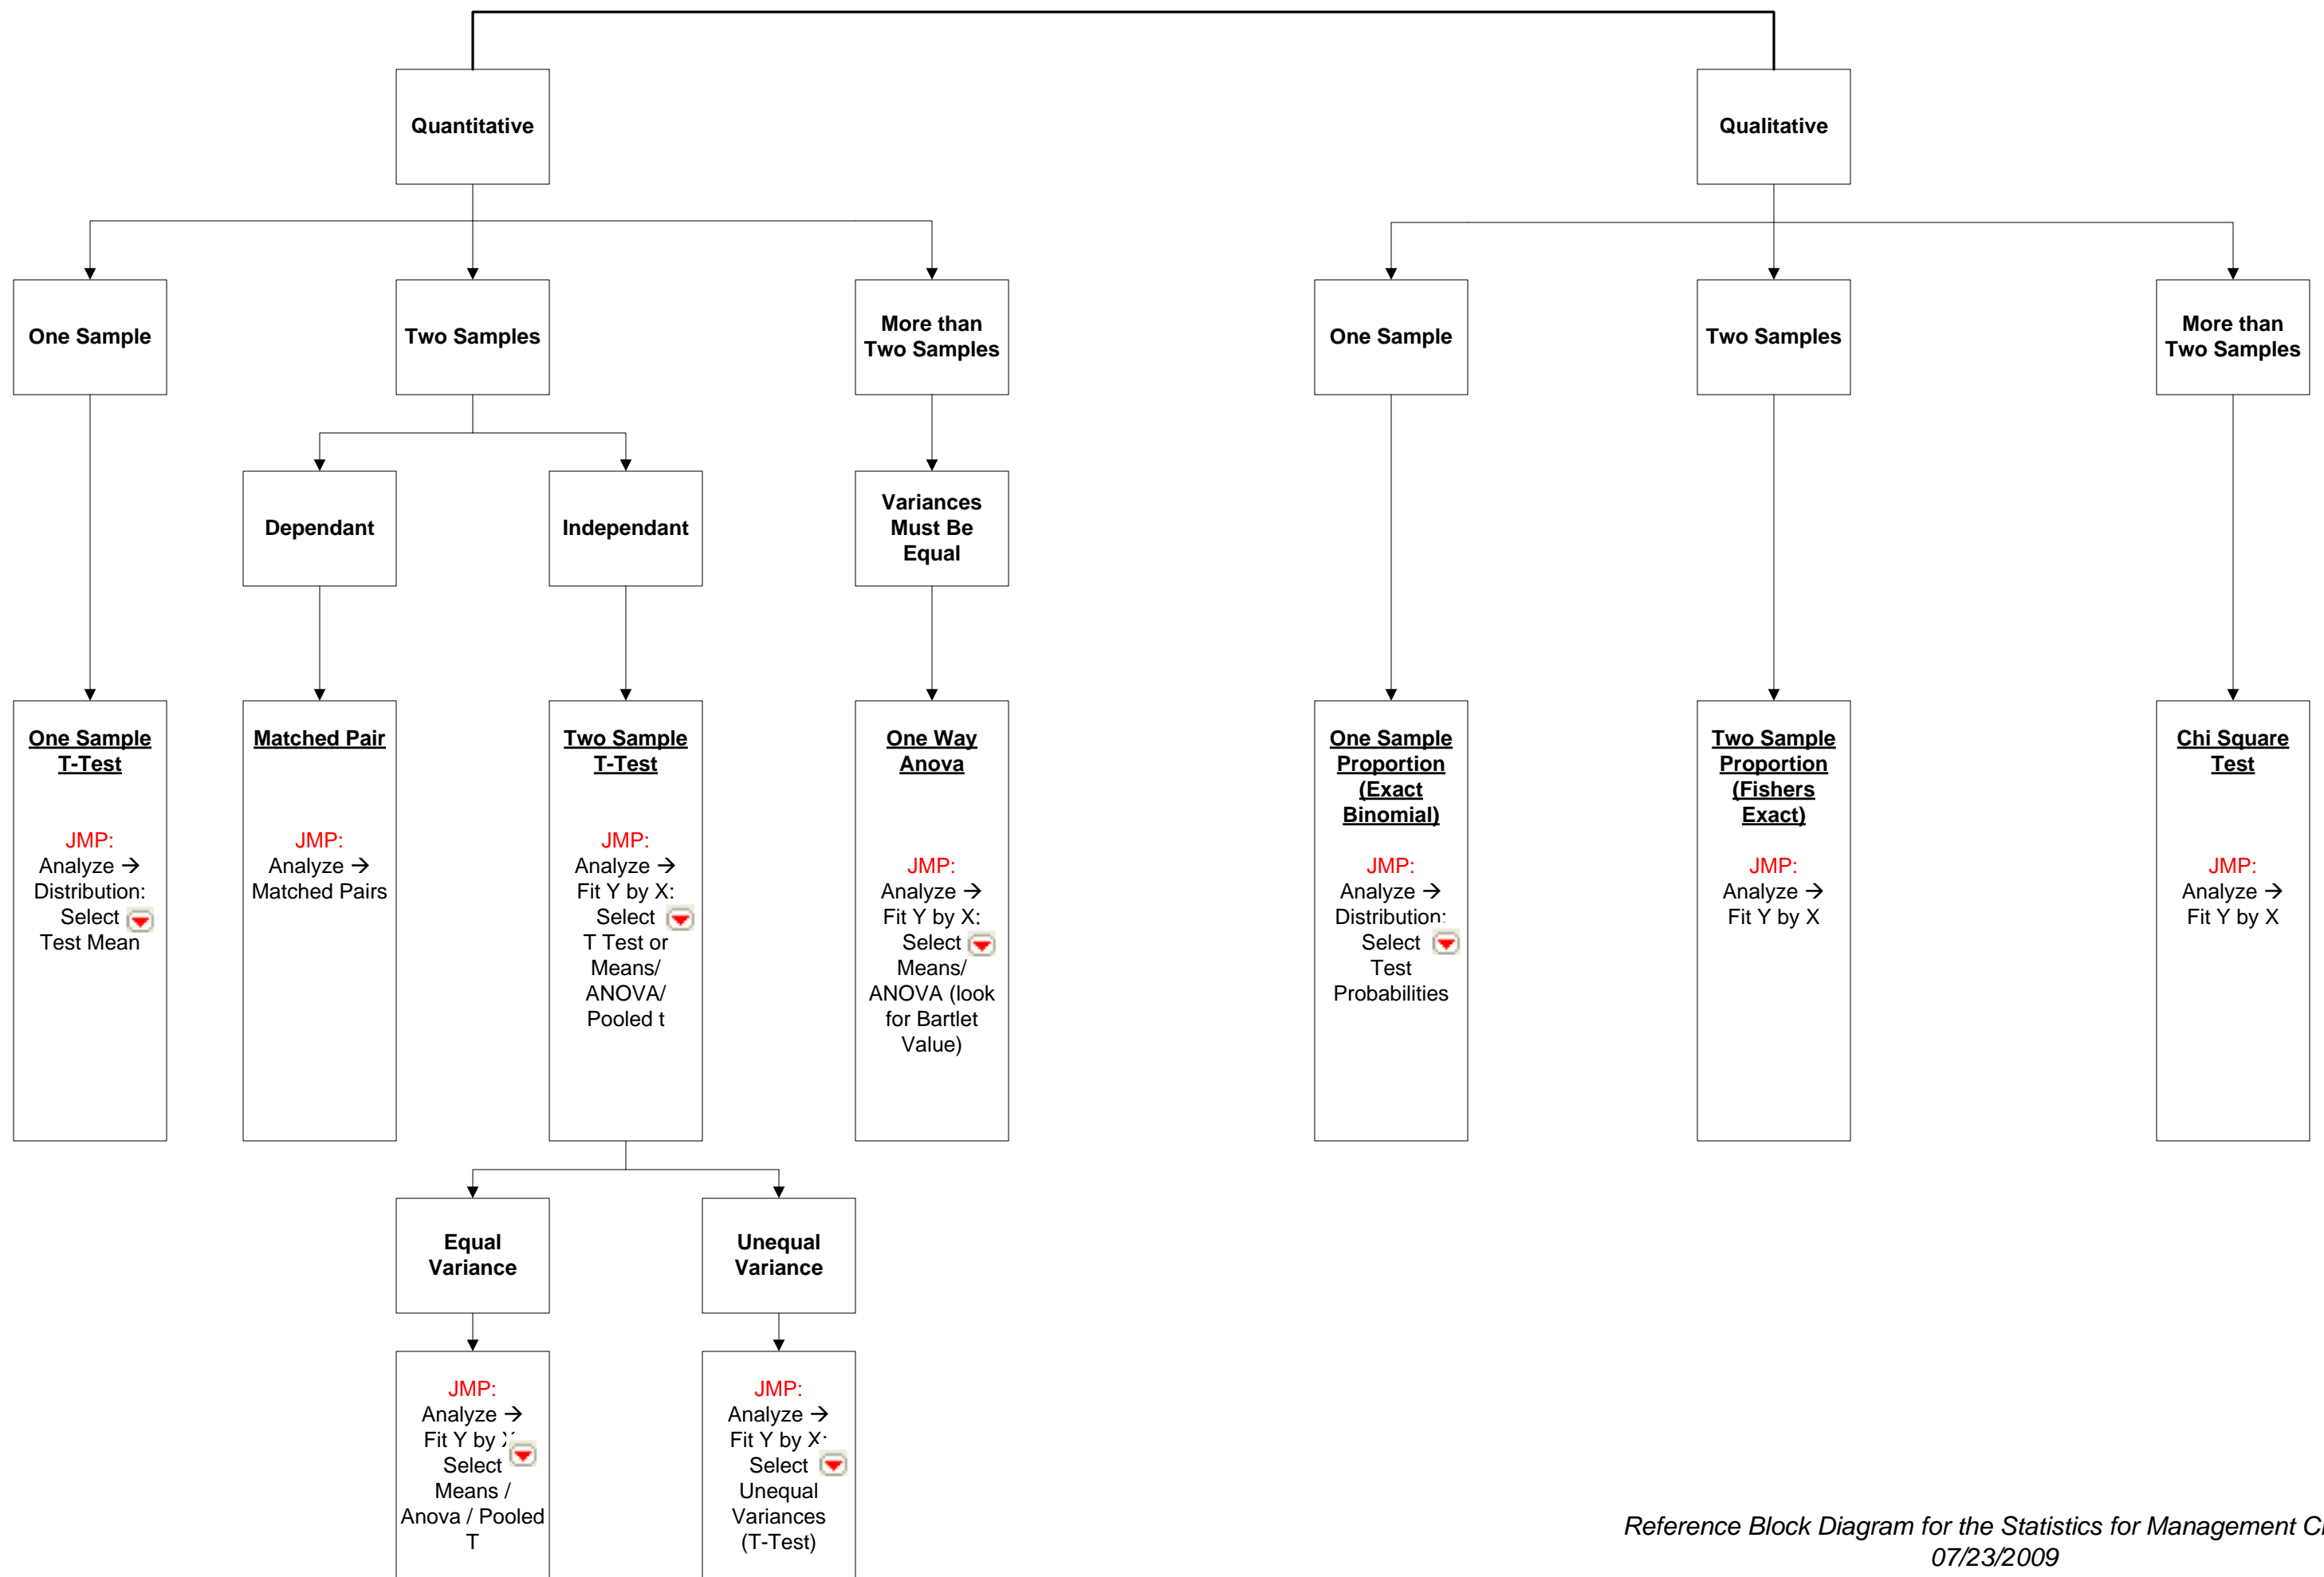 Quantitative
Qualitative
One Sample
Two Samples
More than
Two Samples
One Sample
Two Samples
More than
Two Samples
Dependant
Independant
Variances
Must Be
Equal
One Sample
T-Test
JMP:
Analyze →
Distribution:
Select
Test Mean
Matched Pair
JMP:
Analyze →
Matched Pairs
Two Sample
T-Test
JMP:
Analyze →
Fit Y by X:
Select
T Test or
Means/
ANOVA/
Pooled t
One Way
Anova
JMP:
Analyze →
Fit Y by X:
Select
Means/
ANOVA (look
for Bartlet
Value)
One Sample
Proportion
(Exact
Binomial)
JMP:
Analyze →
Distribution:
Select
Test
Probabilities
Two Sample
Proportion
(Fishers
Exact)
JMP:
Analyze →
Fit Y by X
Chi Square
Test
JMP:
Analyze →
Fit Y by X
Equal
Variance
Unequal
Variance
JMP:
Analyze →
Fit Y by X
Select
Means /
Anova / Pooled
T
JMP:
Analyze →
Fit Y by X:
Select
Unequal
Variances
(T-Test)
Reference Block Diagram for the Statistics for Management
07/23/2009